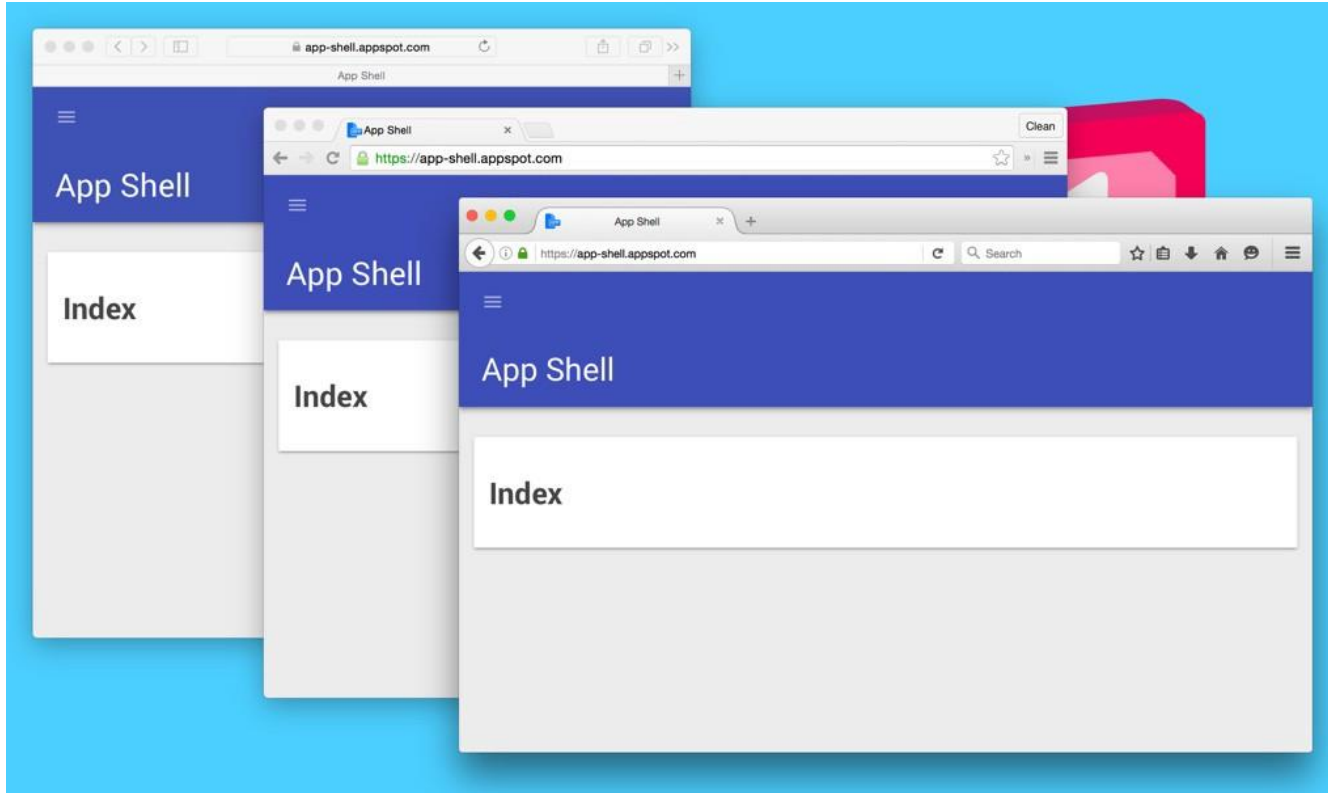 app-shell.appspot.com
App Shell
App Shell
Index
App Shell
Clean
https://app-shell.appspot.com
App Shell
Index
App Shell
https://app-shell.appspot.com
Search
App Shell
Index